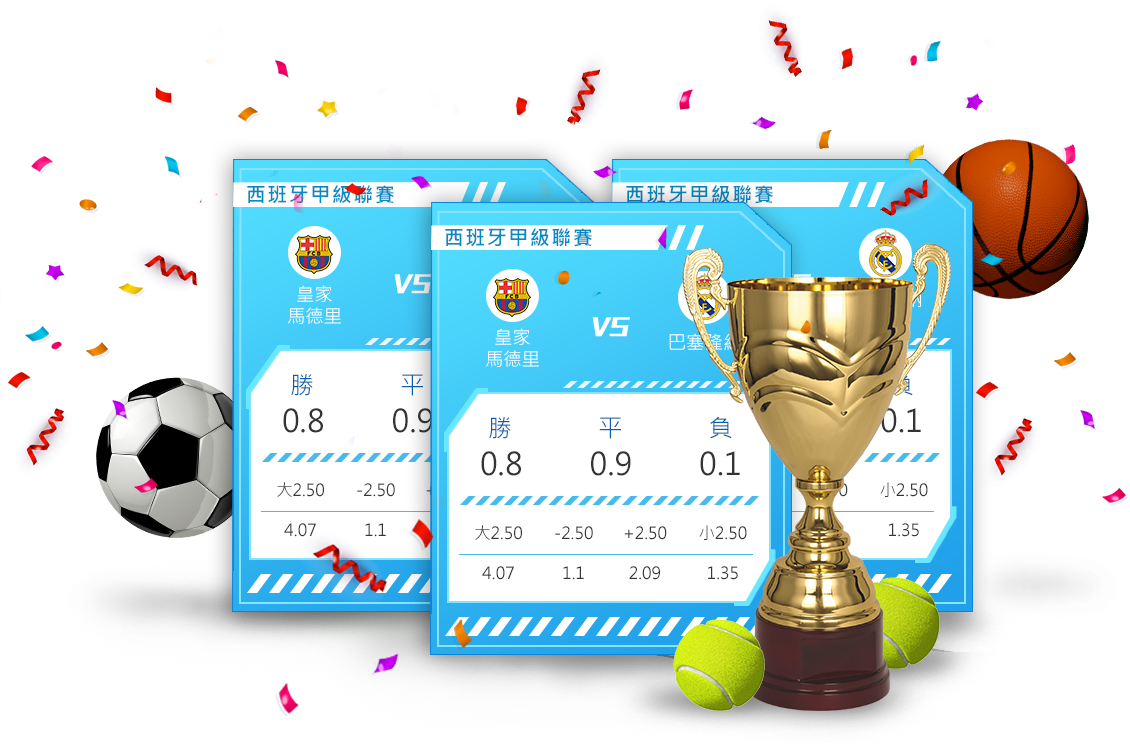 西班牙甲級聯賽
皇家
馬德里
VS
勝 平
0.8 0.9
大2.50 -2.50
4.07 1.1
西班牙甲級聯賽
皇家
馬德里
VS
巴塞隆
勝 平 負
0.8 0.9 0.1
大2.50 -2.50 +2.50 小2.50
4.07 1.1 2.09 1.35
西班牙甲級聯賽
負
0.1
小2.50
1.35